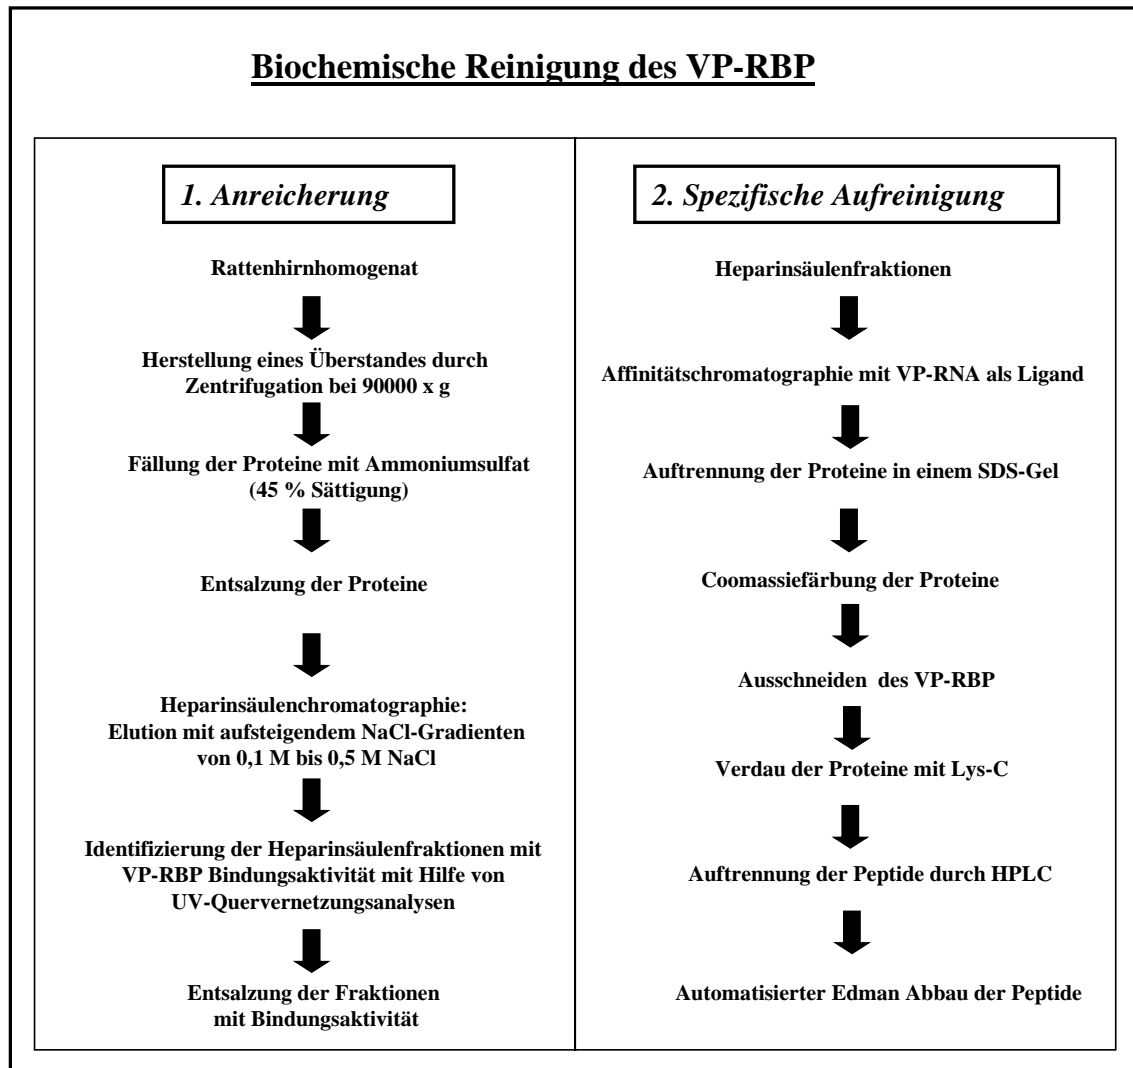 Biochemische Reinigung des VP-RBP
1. Anreicherung
Rattenhirnhomogenat
Herstellung eines Überstandes durch
Zentrifugation bei 90000 x g
Fällung der Proteine mit Ammoniumsulfat
(45 % Sättigung)
Entsalzung der Proteine
Heparinsäulenchromatographie:
Elution mit aufsteigendem NaCl-Gradienten
von 0,1 M bis 0,5 M NaCl
Identifizierung der Heparinsäulenfraktionen mit
VP-RBP Bindungsaktivität mit Hilfe von
UV-Quervernetzungsanalysen
Entsalzung der Fraktionen
mit Bindungsaktivität
2. Spezifische Aufreinigung
Heparinsäulenfraktionen
Affinitätschromatographie mit VP-RNA als Ligand
Auftrennung der Proteine in einem SDS-Gel
Coomassiefärbung der Proteine
Ausschneiden des VP-RBP
Verdau der Proteine mit Lys-C
Auftrennung der Peptide durch HPLC
Automatisierter Edman Abbau der Peptide